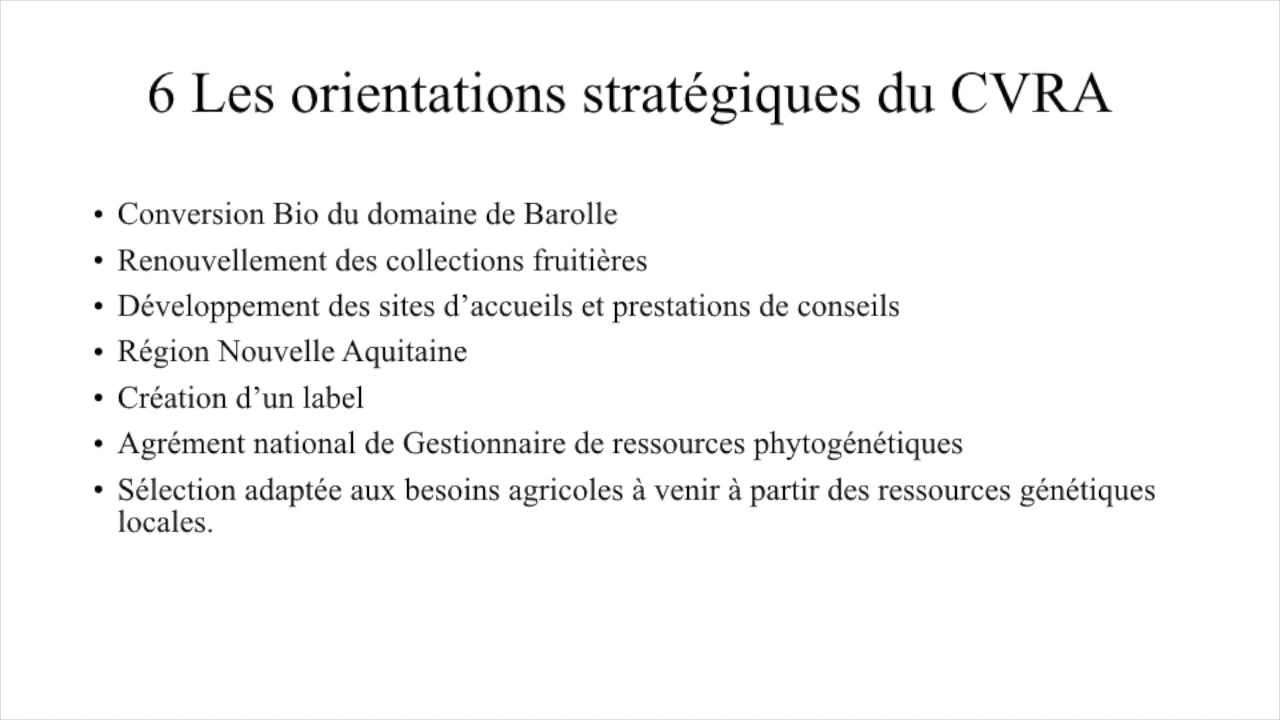 6 Les orientations stratégiques du CVRA
• Conversion Bio du domaine de Barolle
• Renouvellement des collections fruitières
• Développement des sites d’accueils et prestations de conseils
• Région Nouvelle Aquitaine
• Création d’un label
• Agrément national de Gestionnaire de ressources phytogénétiques
• Sélection adaptée aux besoins agricoles à venir à partir des ressources génétiques
locales.